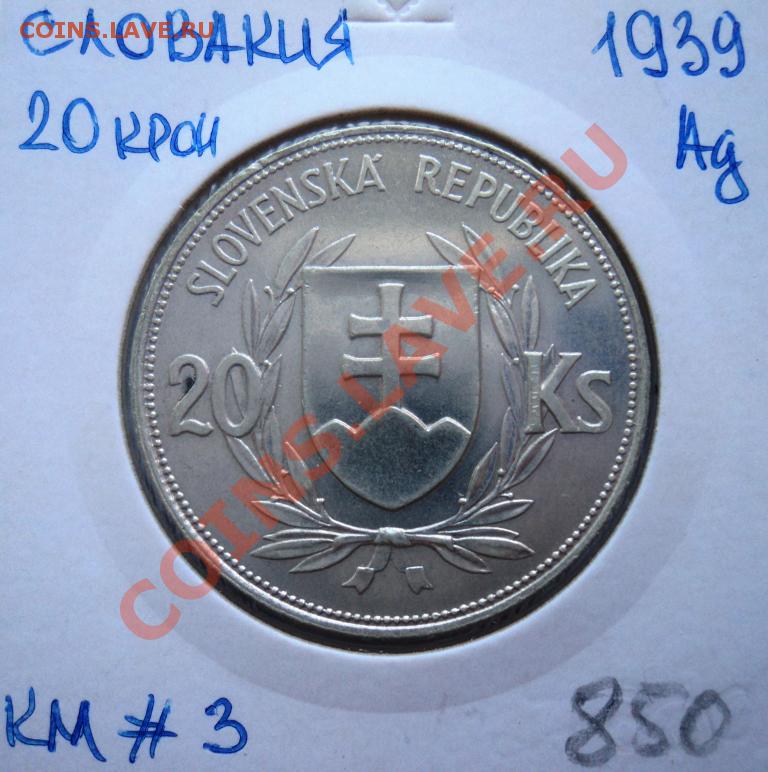 COINS.LAVE.RU
СЛОВАКИЯ 1939
20 крон Ag
SLOVENSKÁ REPUBLIKA
20 KS
COINS.LAVE.RU
KM # 3 850